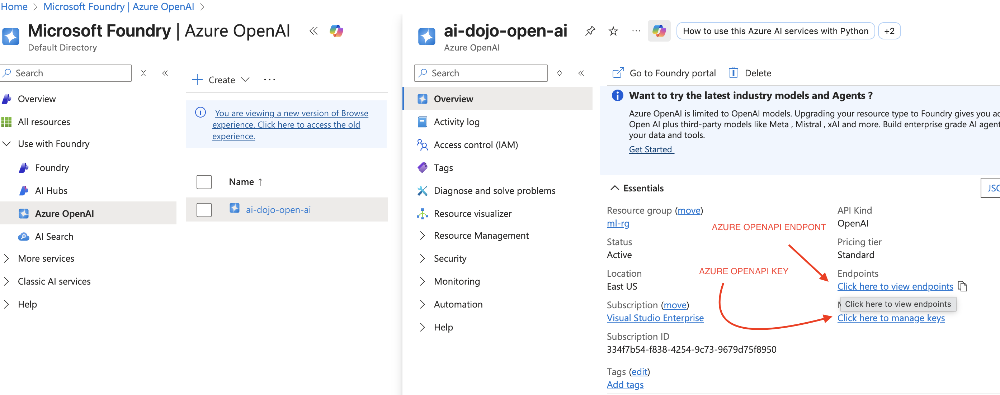 Home > Microsoft Foundry | Azure OpenAI >
Microsoft Foundry | Azure OpenAI
Default Directory
Search
Overview
All resources
Use with Foundry
Foundry
AI Hubs
Azure OpenAI
AI Search
More services
Classic AI services
Help
Create
You are viewing a new version of Browse
experience. Click here to access the old
experience.
Name ↑
ai-dojo-open-ai
ai-dojo-open-ai
Azure OpenAI
How to use this Azure AI services with Python
+2
Search
Overview
Activity log
Access control (IAM)
Tags
Diagnose and solve problems
Resource visualizer
Resource Management
Security
Monitoring
Automation
Help
Go to Foundry portal
Delete
Want to try the latest industry models and Agents ?
Azure OpenAI is limited to OpenAI models. Upgrading your resource type to Foundry gives you
Open AI plus third-party models like Meta , Mistral , xAI and more. Build enterprise grade AI
your data and tools.
Get Started
Essentials
Resource group (move)
ml-rg
Status
Active
Location
East US
Subscription (move)
Visual Studio Enterprise
Subscription ID
334f7b54-f838-4254-9c73-9679d75f8950
Tags (edit)
Add tags
AZURE OPENAPI ENDPONT
AZURE OPENAPI KEY
API Kind
OpenAI
Pricing tier
Standard
Endpoints
Click here to view endpoints
Click here to view endpoints
Click here to manage keys